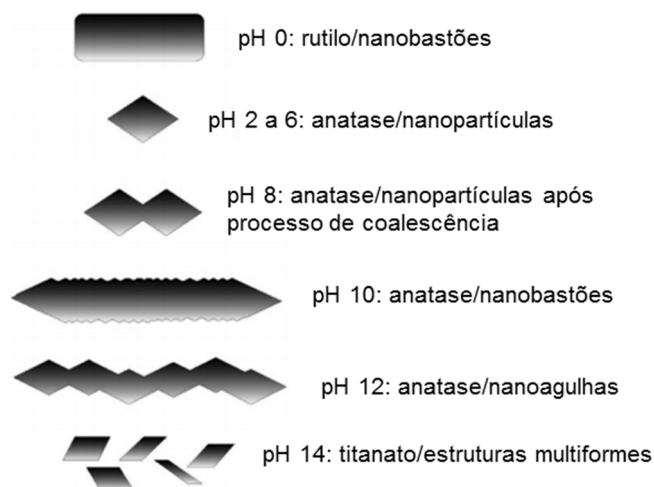 pH 0: rutilo/nanobastões
pH 2 a 6: anatase/nanopartículas
pH 8: anatase/nanopartículas após
processo de coalescência
pH 10: anatase/nanobastões
pH 12: anatase/nanoagulhas
pH 14: titanato/estruturas multiformes